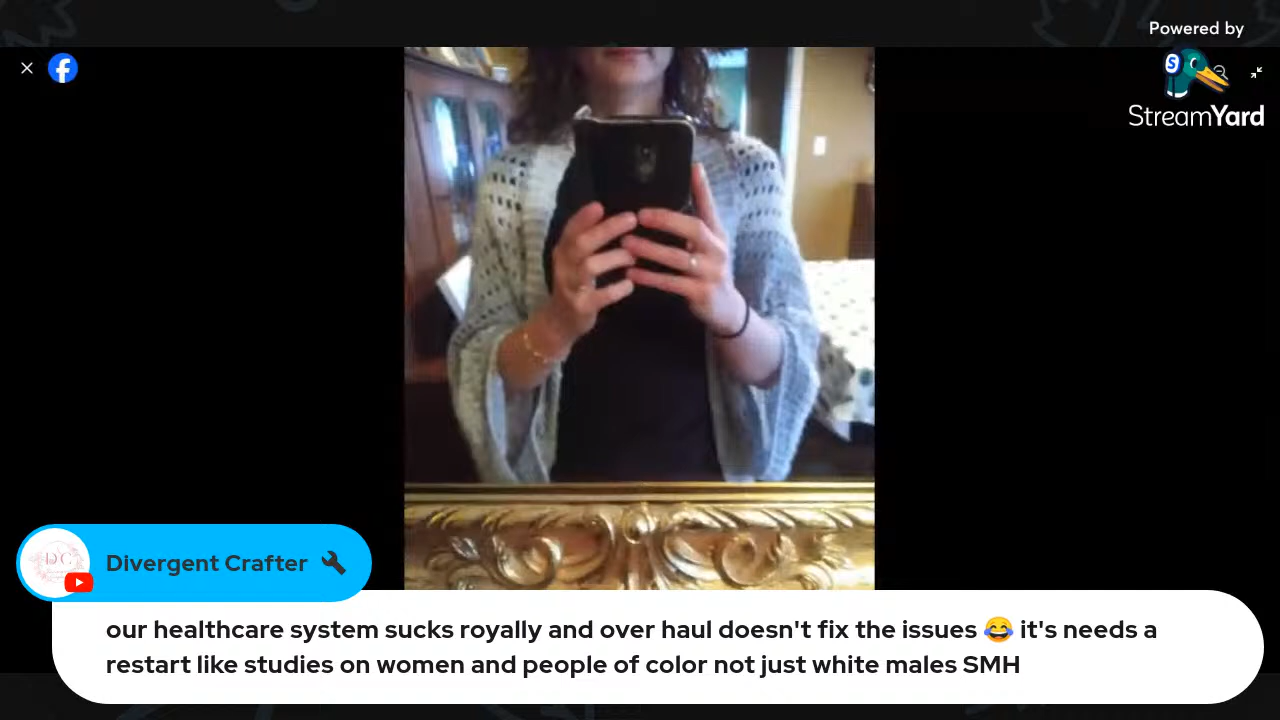 Powered by
StreamYard
Divergent Crafter
our healthcare system sucks royally and over haul doesn't fix the issues 😂 it's needs a
restart like studies on women and people of color not just white males SMH